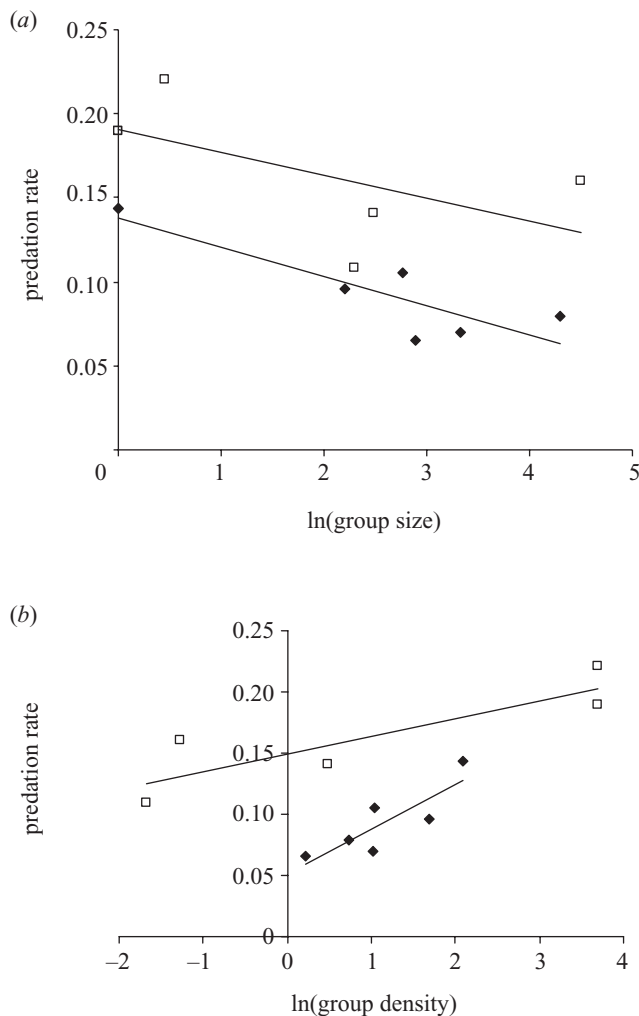 (a)
0.25
0.20
0.15
0.10
0.05
0 1 2 3 4 5
predation rate
ln(group size)
(b)
0.25
0.20
0.15
0.10
0.05
0
–2 –1 0 1 2 3 4
predation rate
ln(group density)